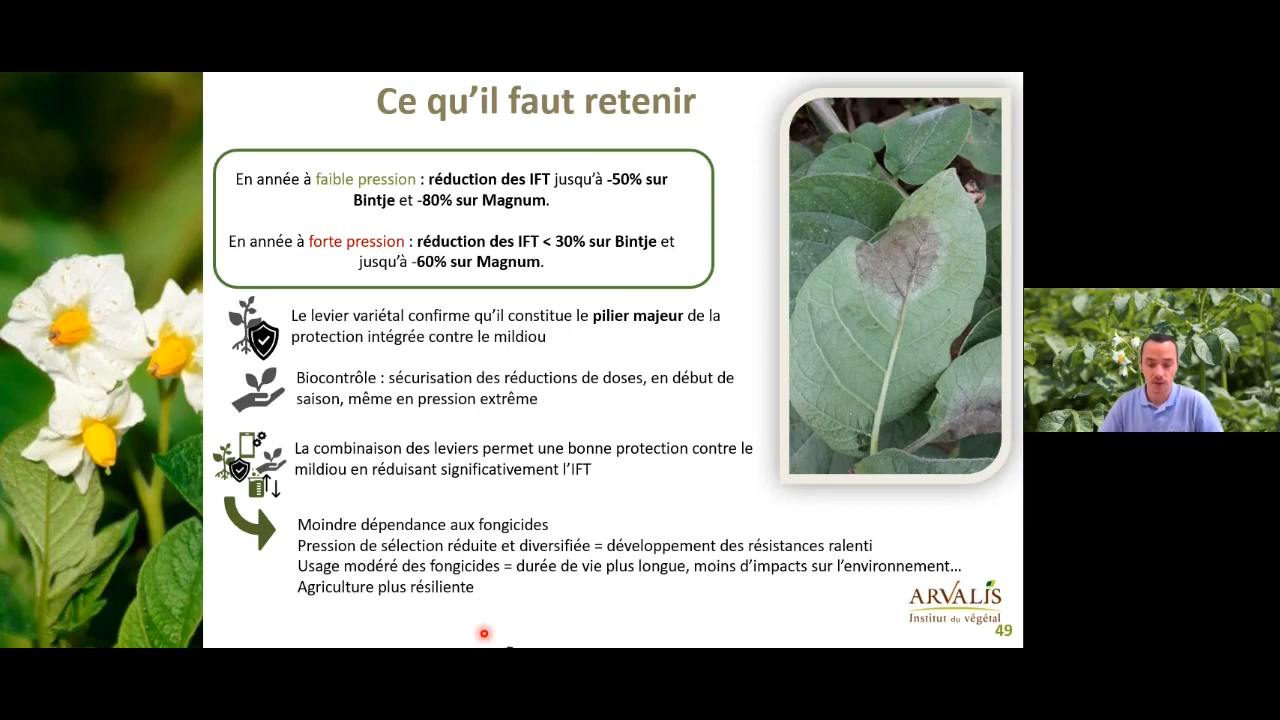 Ce qu’il faut retenir
En année à faible pression : réduction des IFT jusqu’à -50% sur
Bintje et -80% sur Magnum.
En année à forte pression : réduction des IFT < 30% sur Bintje et
jusqu’à -60% sur Magnum.
Le levier variétal confirme qu’il constitue le pilier majeur de la
protection intégrée contre le mildiou
Biocontrôle : sécurisation des réductions de doses, en début de
saison, même en pression extrême
La combinaison des leviers permet une bonne protection contre le
mildiou en réduisant significativement l’IFT
Moindre dépendance aux fongicides
Pression de sélection réduite et diversifiée = développement des résistances ralenti
Usage modéré des fongicides = durée de vie plus longue, moins d’impacts sur l’environnement…
Agriculture plus résiliente
ARVALIS
Institut du végétal
49